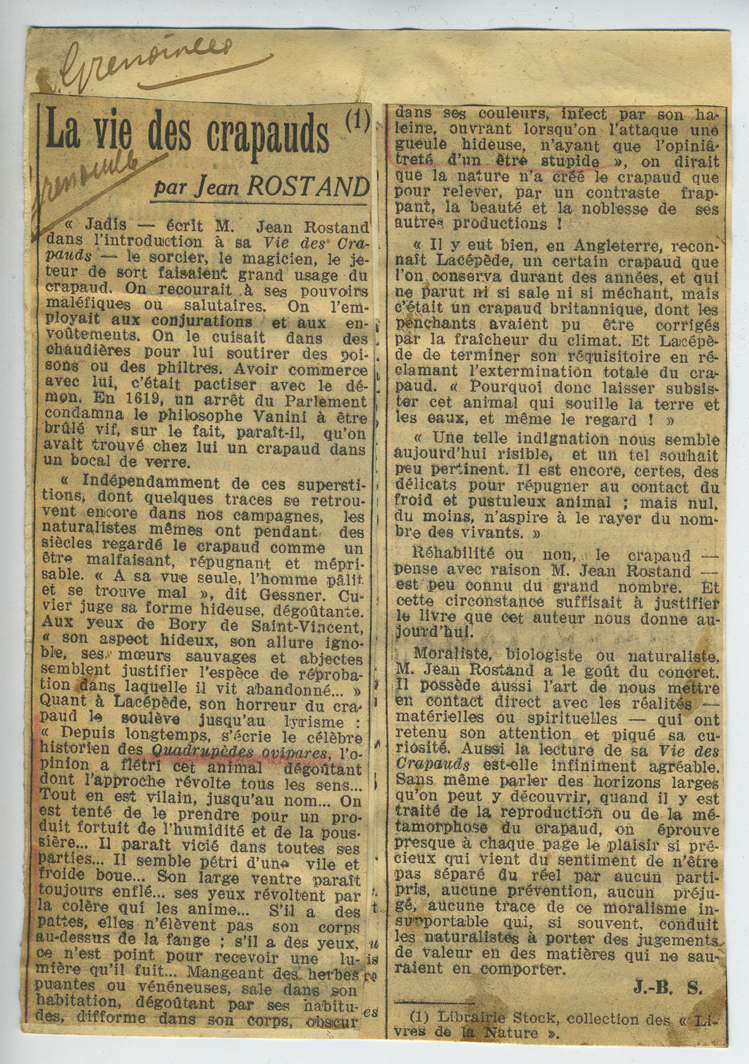 Grenouilles
La vie des crapauds (1)
Grenouille
par Jean ROSTAND
« Jadis — écrit M. Jean Rostand
dans l'introduction à sa Vie des Cra-
pauds — le sorcier, le magicien, le je-
teur de sort faisaient grand usage du
crapaud. On recourait à ses pouvoirs
maléfiques ou salutaires. On l'em-
ployait aux conjurations et aux en-
voûtements. On le cuisait dans des
chaudières pour lui soutirer des poi-
sons ou des philtres. Avoir commerce
avec lui, c'était pactiser avec le dé-
mon. En 1619, un arrêt du Parlement
condamna le philosophe Vanini à être
brûlé vif, sur le fait, paraît-il, qu'on
avait trouvé chez lui un crapaud dans
un bocal de verre.
« Indépendamment de ces supersti-
tions, dont quelques traces se retrou-
vent encore dans nos campagnes, les
naturalistes mêmes ont pendant des
siècles regardé le crapaud comme un
être malfaisant, répugnant et mépri-
sable. « A sa vue seule, l'homme pâlit
et se trouve mal », dit Gessner. Cu-
vier juge sa forme hideuse, dégoûtante.
Aux yeux de Bory de Saint-Vincent,
« son aspect hideux, son allure igno-
ble, ses mœurs sauvages et abjectes
semblent justifier l'espèce de réproba-
tion dans laquelle il vit abandonné... »
Quant à Lacépède, son horreur du cra-
paud le soulève jusqu'au lyrisme :
« Depuis longtemps, s'écrie le célèbre
historien des Quadrupèdes ovipares, l'o-
pinion a flétri cet animal dégoûtant
dont l'approche révolte tous les sens...
Tout en est vilain, jusqu'au nom... On
est tenté de le prendre pour un pro-
duit fortuit de l'humidité et de la pous-
sière... Il paraît vicié dans toutes ses
parties... Il semble pétri d'une vile et
froide boue... Son large ventre paraît
toujours enflé... ses yeux révoltent par
la colère qui les anime... S'il a des
pattes, elles n'élèvent pas son corps
au-dessus de la fange ; s'il a des yeux,
ce n'est point pour recevoir une lu-
mière qu'il fuit... Mangeant des herbes
puantes ou vénéneuses, sale dans son
habitation, dégoûtant par ses habitu-
des, difforme dans son corps, obscur
dans ses couleurs, infect par son ha-
leine, ouvrant lorsqu'on l'attaque une
gueule hideuse, n'ayant que l'opiniâ-
treté d'un être stupide », on dirait
que la nature n'a créé le crapaud que
pour relever, par un contraste frap-
pant, la beauté et la noblesse de ses
autres productions !
« Il y eut bien, en Angleterre, recon-
naît Lacépède, un certain crapaud que
l'on conserva durant des années, et qui
ne parut ni si sale ni si méchant, mais
c'était un crapaud britannique, dont les
penchants avaient pu être corrigés
par la fraîcheur du climat. Et Lacépè-
de de terminer son réquisitoire en ré-
clamant l'extermination totale du cra-
paud. « Pourquoi donc laisser subsis-
ter cet animal qui souille la terre et
les eaux, et même le regard ! »
« Une telle indignation nous semble
aujourd'hui risible, et un tel souhait
peu pertinent. Il est encore, certes, des
délicats pour répugner au contact du
froid et pustuleux animal ; mais nul,
du moins, n'aspire à le rayer du nom-
bre des vivants. »
Réhabilité ou non, le crapaud —
pense avec raison M. Jean Rostand —
est peu connu du grand nombre. Et
cette circonstance suffisait à justifier
le livre que cet auteur nous donne au-
jourd'hui.
Moraliste, biologiste ou naturaliste,
M. Jean Rostand a le goût du concret.
Il possède aussi l'art de nous mettre
en contact direct avec les réalités —
matérielles ou spirituelles — qui ont
retenu son attention et piqué sa cu-
riosité. Aussi la lecture de sa Vie des
Crapauds est-elle infiniment agréable.
Sans même parler des horizons larges
qu'on peut y découvrir, quand il y est
traité de la reproduction ou de la mé-
tamorphose du crapaud, on éprouve
presque à chaque page le plaisir si pré-
cieux qui vient du sentiment de n'être
pas séparé du réel par aucun parti-
pris, aucune prévention, aucun préju-
gé, aucune trace de ce moralisme in-
supportable qui, si souvent, conduit
les naturalistes à porter des jugements
de valeur en des matières qui ne sau-
raient en comporter.
J.-B. S.
(1) Librairie Stock, collection des « Li-
vres de la Nature ».